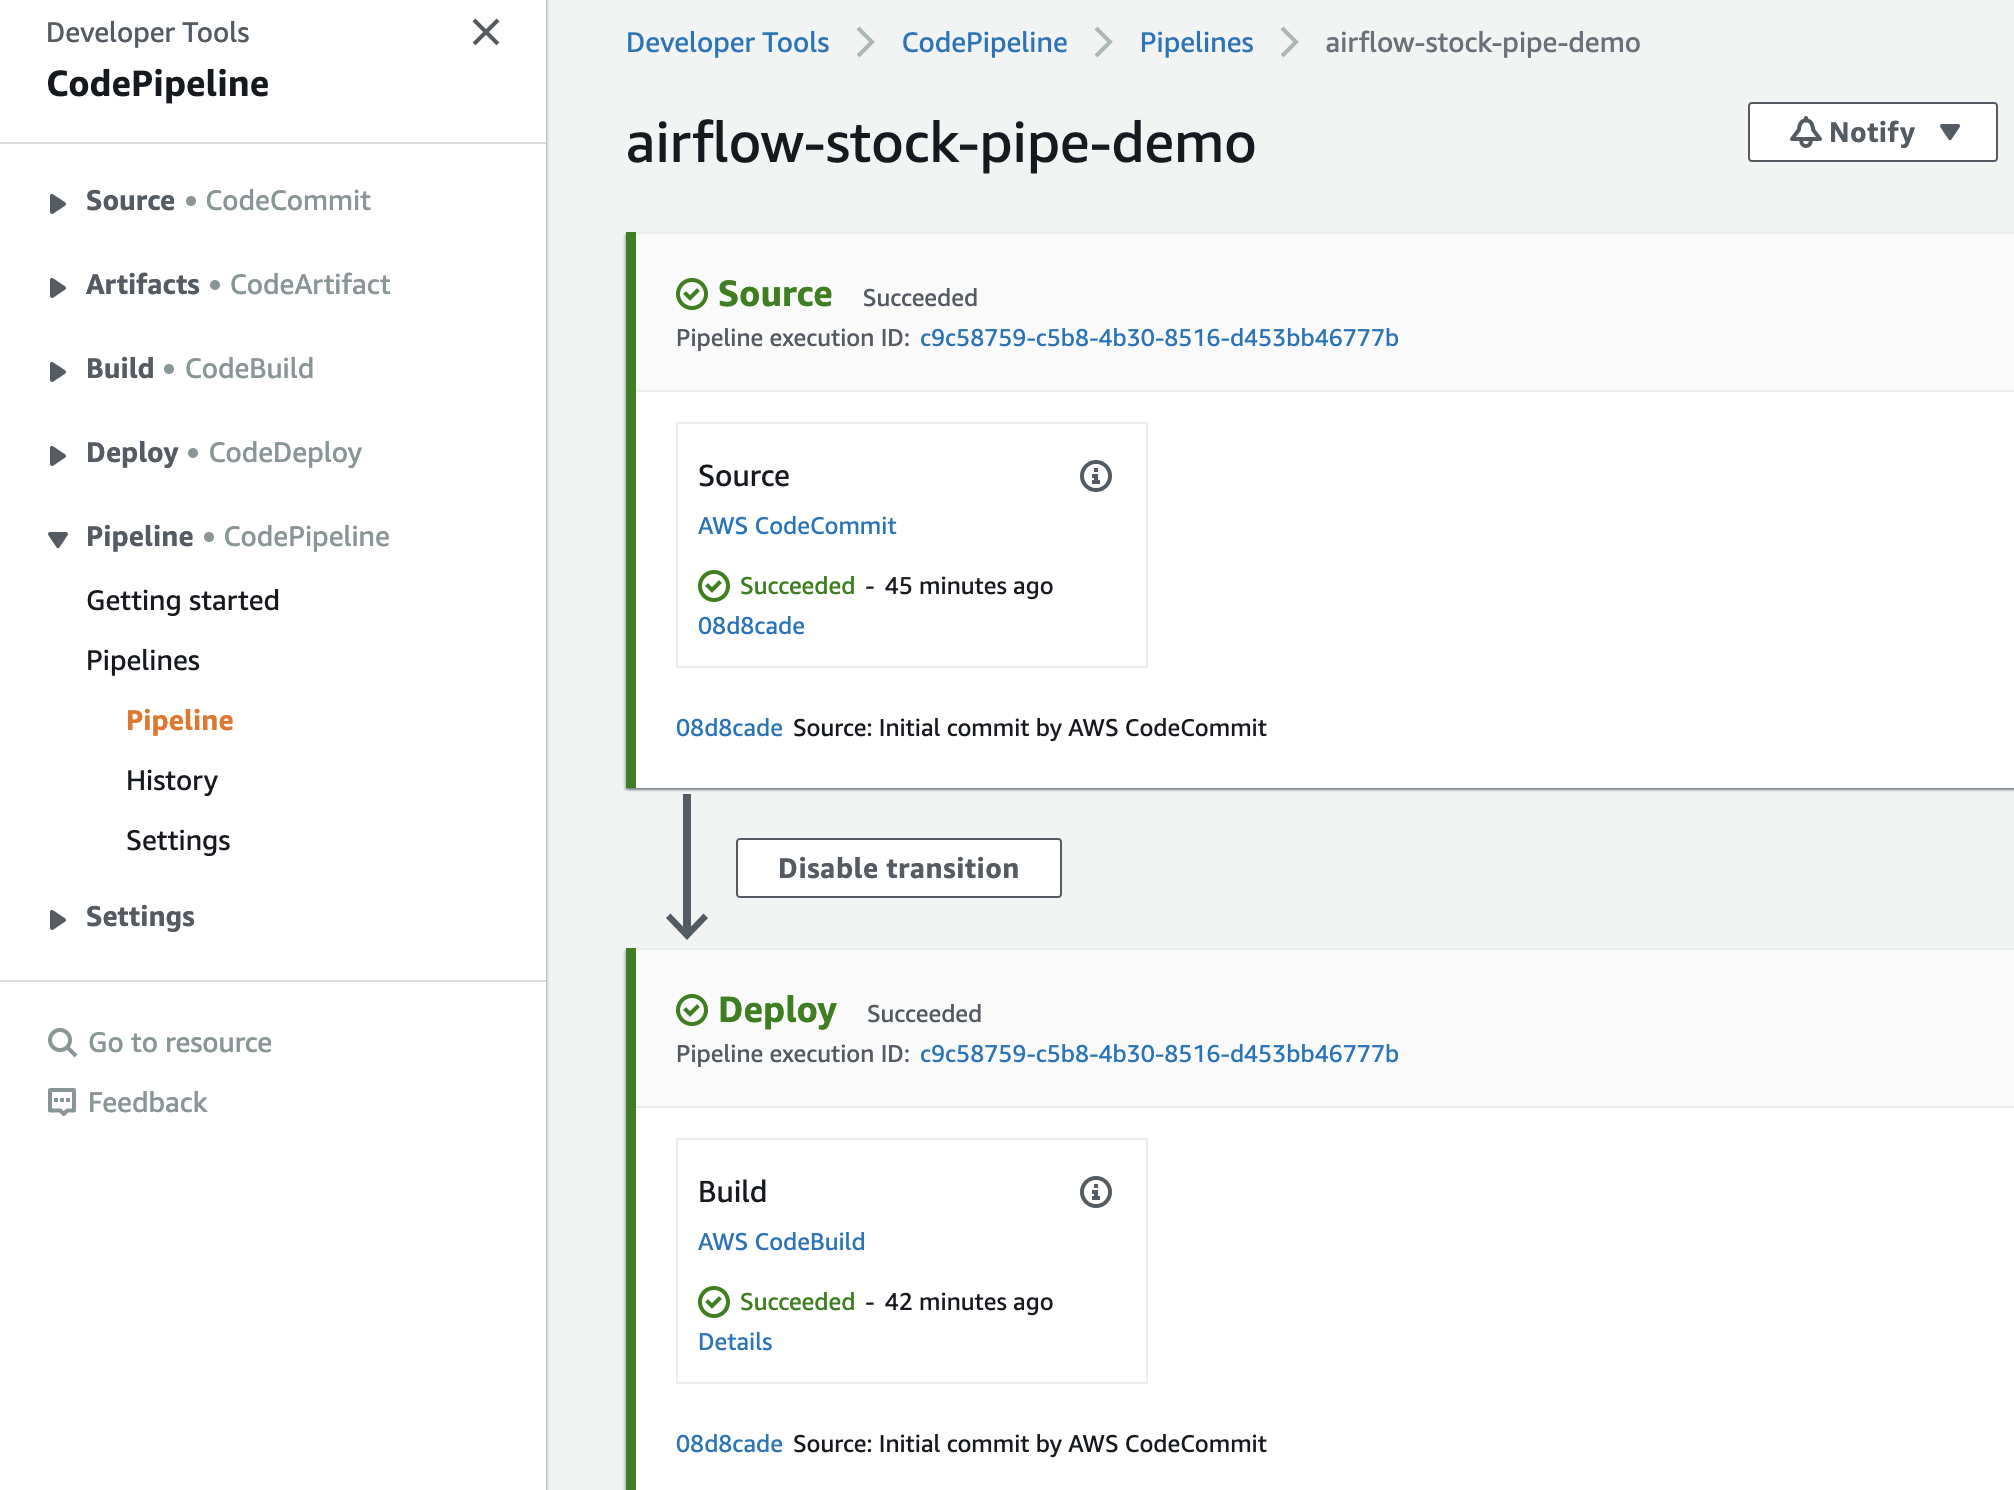 Developer Tools
CodePipeline
Source • CodeCommit
Artifacts • CodeArtifact
Build • CodeBuild
Deploy • CodeDeploy
Pipeline • CodePipeline
Getting started
Pipelines
Pipeline
History
Settings
Settings
Go to resource
Feedback
Developer Tools > CodePipeline > Pipelines > airflow-stock-pipe-demo
airflow-stock-pipe-demo
Notify
Source Succeeded
Pipeline execution ID: c9c58759-c5b8-4b30-8516-d453bb46777b
Source
AWS CodeCommit
Succeeded - 45 minutes ago
08d8cade
08d8cade Source: Initial commit by AWS CodeCommit
Disable transition
Deploy Succeeded
Pipeline execution ID: c9c58759-c5b8-4b30-8516-d453bb46777b
Build
AWS CodeBuild
Succeeded - 42 minutes ago
Details
08d8cade Source: Initial commit by AWS CodeCommit